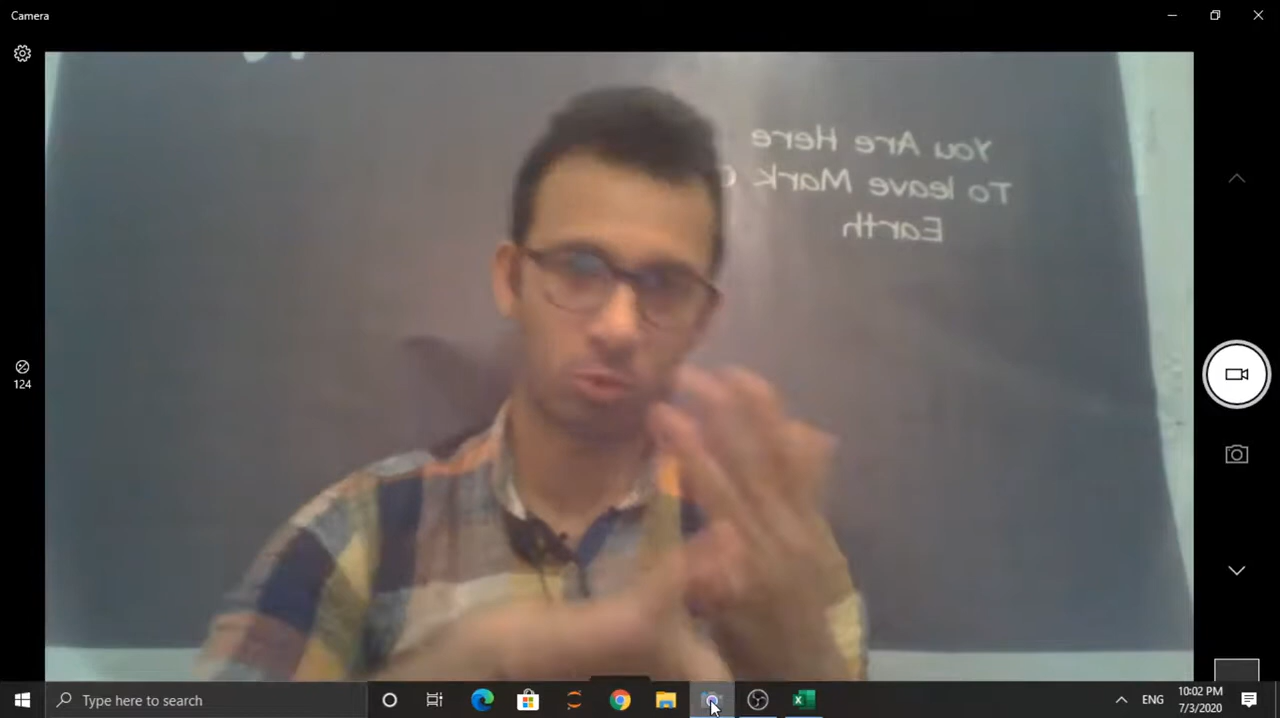 Camera
You Are Here
To leave Mark
Earth
124
Type here to search
ENG
10:02 PM
7/3/2020